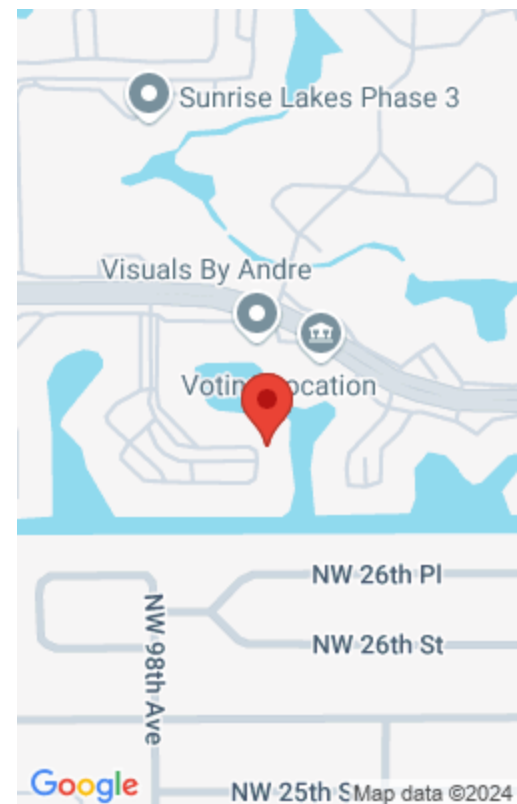 Sunrise Lakes Phase 3
Visuals By Andre
Voting Location
NW 26th Pl
NW 26th St
NW 98th Ave
Google
NW 25th S
Map data ©2024